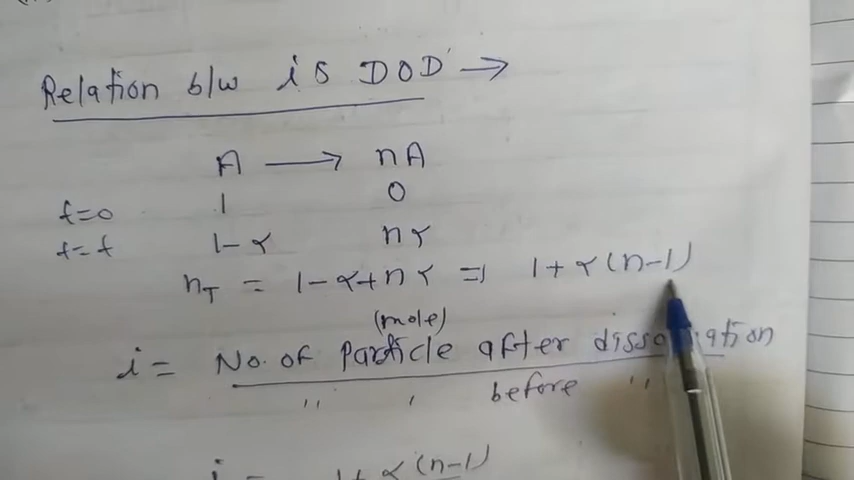 Relation b/w i & DOD →
A → nA
t=0 1 0
t=t 1-α nα
nT = 1-α+nα => 1+α(n-1)
(mole)
i = No. of Particle after dissociation
" " before "
i = 1+α(n-1)